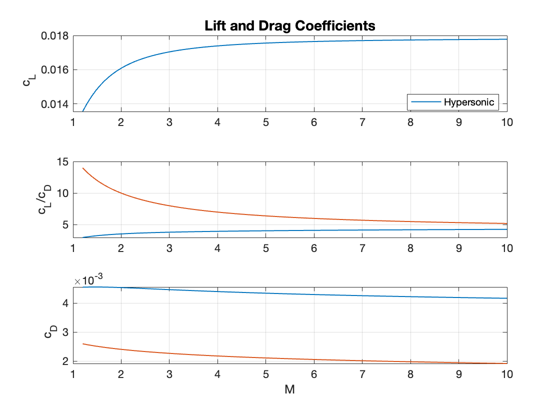 Lift and Drag Coefficients
0.018
0.016
0.014
c_L
Hypersonic
1 2 3 4 5 6 7 8 9 10
15
10
5
c_L/c_D
1 2 3 4 5 6 7 8 9 10
×10^-3
4
3
2
c_D
1 2 3 4 5 6 7 8 9 10
M